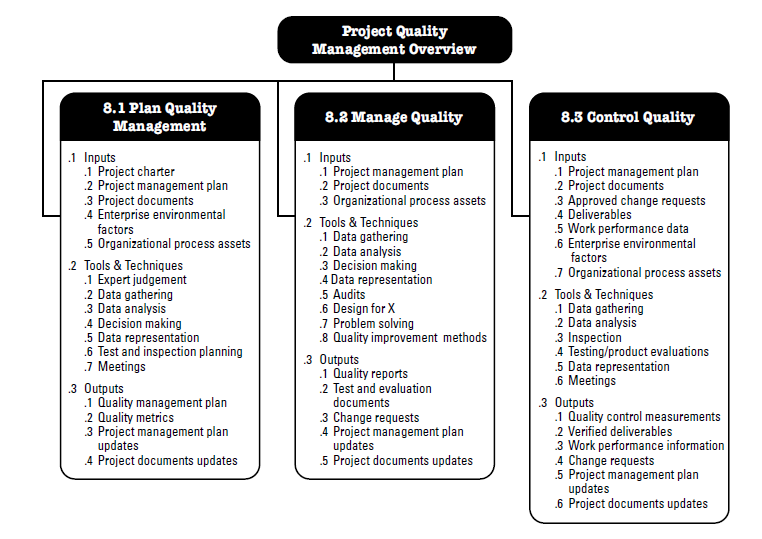 Project Quality
Management Overview
8.1 Plan Quality
Management
.1 Inputs
.1 Project charter
.2 Project management plan
.3 Project documents
.4 Enterprise environmental
factors
.5 Organizational process assets
.2 Tools & Techniques
.1 Expert judgement
.2 Data gathering
.3 Data analysis
.4 Decision making
.5 Data representation
.6 Test and inspection planning
.7 Meetings
.3 Outputs
.1 Quality management plan
.2 Quality metrics
.3 Project management plan
updates
.4 Project documents updates
8.2 Manage Quality
.1 Inputs
.1 Project management plan
.2 Project documents
.3 Organizational process assets
.2 Tools & Techniques
.1 Data gathering
.2 Data analysis
.3 Decision making
.4 Data representation
.5 Audits
.6 Design for X
.7 Problem solving
.8 Quality improvement methods
.3 Outputs
.1 Quality reports
.2 Test and evaluation
documents
.3 Change requests
.4 Project management plan
updates
.5 Project documents updates
8.3 Control Quality
.1 Inputs
.1 Project management plan
.2 Project documents
.3 Approved change requests
.4 Deliverables
.5 Work performance data
.6 Enterprise environmental
factors
.7 Organizational process assets
.2 Tools & Techniques
.1 Data gathering
.2 Data analysis
.3 Inspection
.4 Testing/product evaluations
.5 Data representation
.6 Meetings
.3 Outputs
.1 Quality control measurements
.2 Verified deliverables
.3 Work performance information
.4 Change requests
.5 Project management plan
updates
.6 Project documents updates